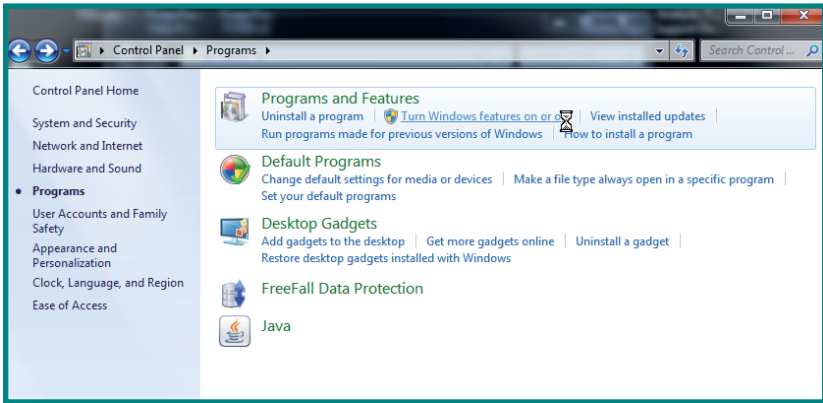 Control Panel Programs
Search Control ...
Control Panel Home
System and Security
Network and Internet
Hardware and Sound
Programs
User Accounts and Family
Safety
Appearance and
Personalization
Clock, Language, and Region
Ease of Access
Programs and Features
Uninstall a program Turn Windows features on or o View installed updates
Run programs made for previous versions of Windows How to install a program
Default Programs
Change default settings for media or devices Make a file type always open in a specific program
Set your default programs
Desktop Gadgets
Add gadgets to the desktop Get more gadgets online Uninstall a gadget
Restore desktop gadgets installed with Windows
FreeFall Data Protection
Java